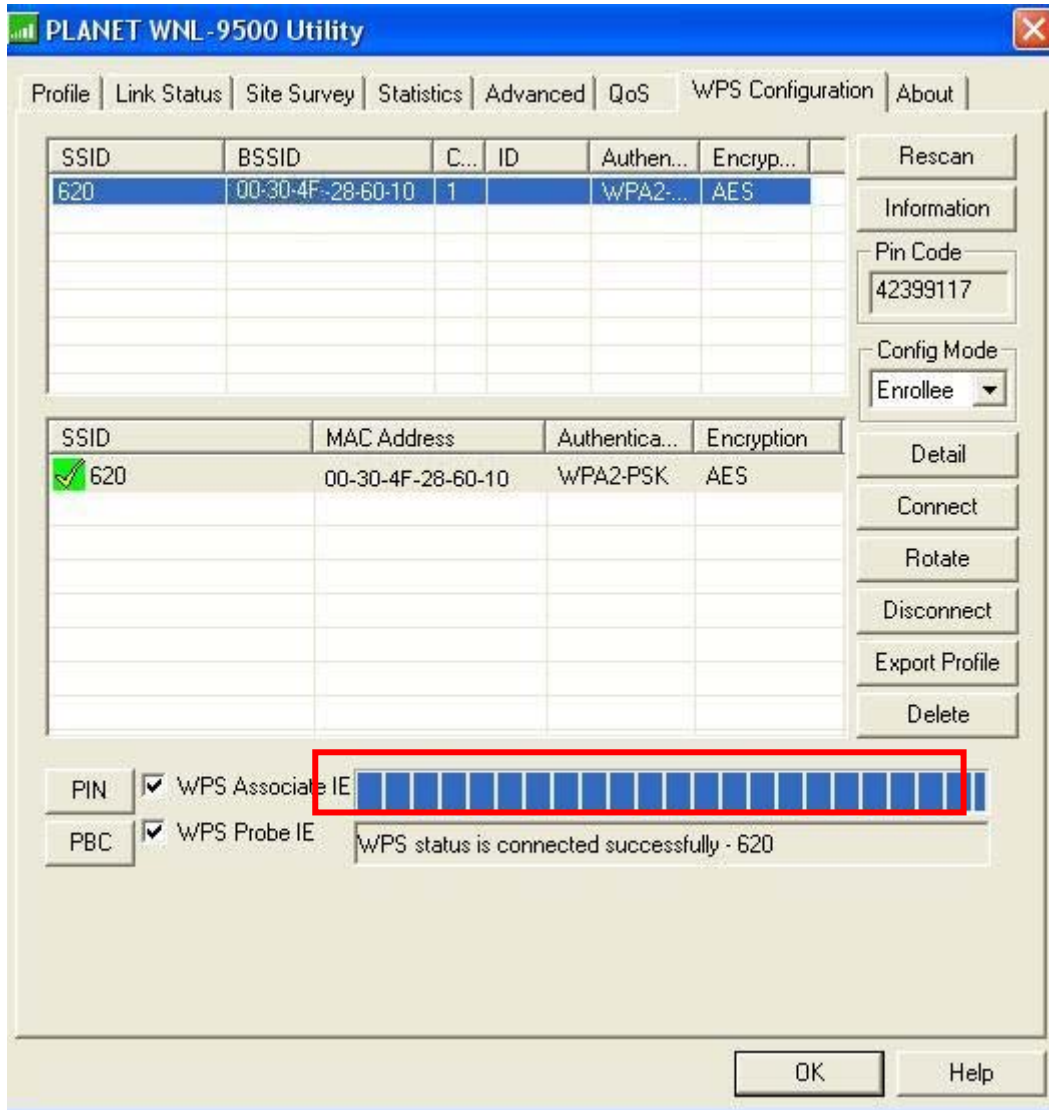 PLANET WNL-9500 Utility
Profile Link Status Site Survey Statistics Advanced QoS WPS Configuration About
SSID BSSID C... ID Authen... Encryp...
620 00-30-4F-28-60-10 1 WPA2-... AES
Rescan
Information
Pin Code
42399117
Config Mode
Enrollee
SSID MAC Address Authentica... Encryption
620 00-30-4F-28-60-10 WPA2-PSK AES
Detail
Connect
Rotate
Disconnect
Export Profile
Delete
PIN WPS Associate IE
PBC WPS Probe IE WPS status is connected successfully - 620
OK Help